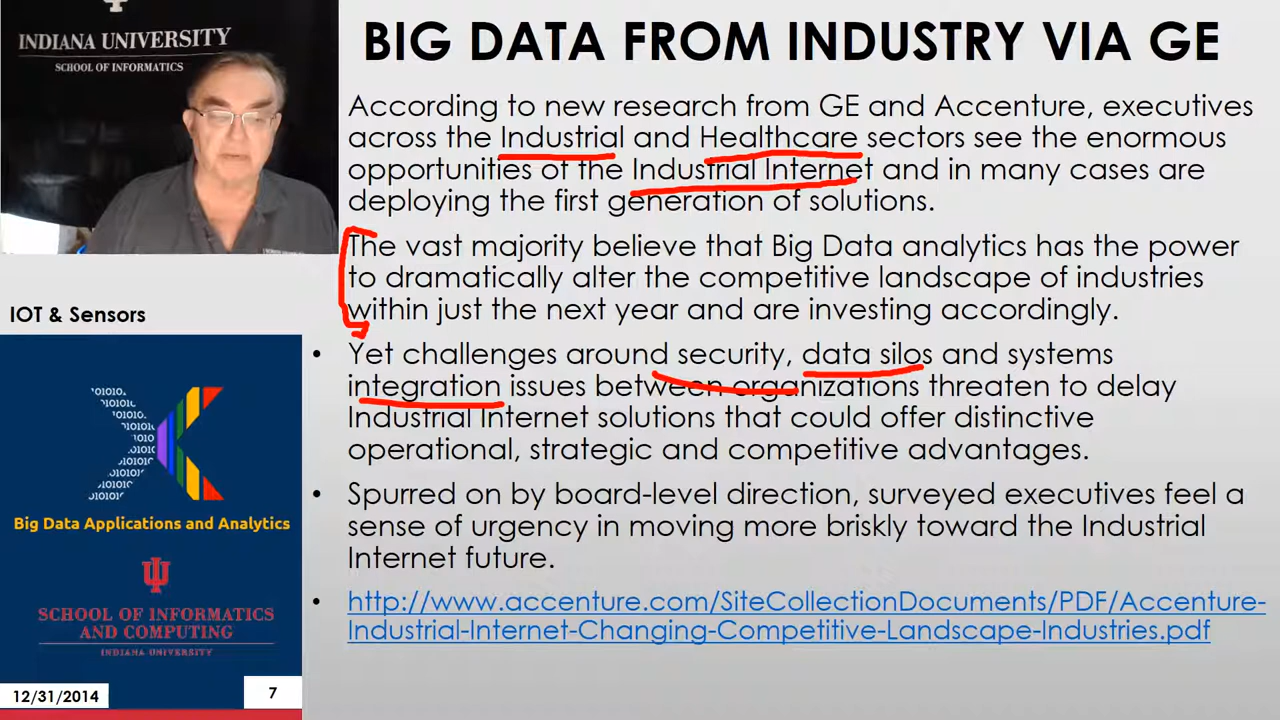 INDIANA UNIVERSITY
SCHOOL OF INFORMATICS
BIG DATA FROM INDUSTRY VIA GE
According to new research from GE and Accenture, executives
across the Industrial and Healthcare sectors see the enormous
opportunities of the Industrial Internet and in many cases are
deploying the first generation of solutions.
The vast majority believe that Big Data analytics has the power
to dramatically alter the competitive landscape of industries
within just the next year and are investing accordingly.
• Yet challenges around security, data silos and systems
integration issues between organizations threaten to delay
Industrial Internet solutions that could offer distinctive
operational, strategic and competitive advantages.
• Spurred on by board-level direction, surveyed executives feel a
sense of urgency in moving more briskly toward the Industrial
Internet future.
• http://www.accenture.com/SiteCollectionDocuments/PDF/Accenture-
Industrial-Internet-Changing-Competitive-Landscape-Industries.pdf
IOT & Sensors
Big Data Applications and Analytics
SCHOOL OF INFORMATICS
AND COMPUTING
INDIANA UNIVERSITY
12/31/2014
7